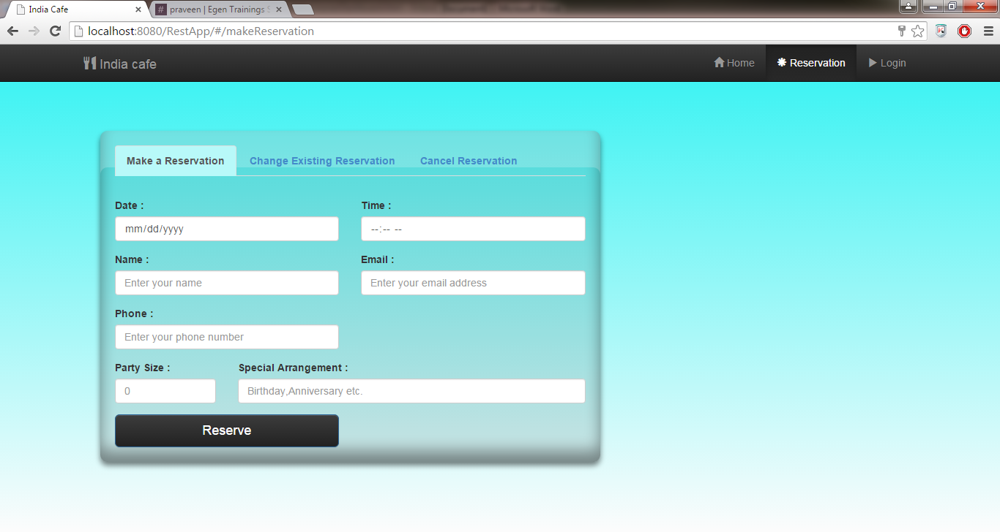 India Cafe
praveen | Egen Trainings S
localhost:8080/RestApp/#/makeReservation
India cafe Home Reservation Login
Make a Reservation Change Existing Reservation Cancel Reservation
Date : Time :
mm/dd/yyyy --:-- --
Name : Email :
Enter your name Enter your email address
Phone :
Enter your phone number
Party Size : Special Arrangement :
0 Birthday,Anniversary etc.
Reserve